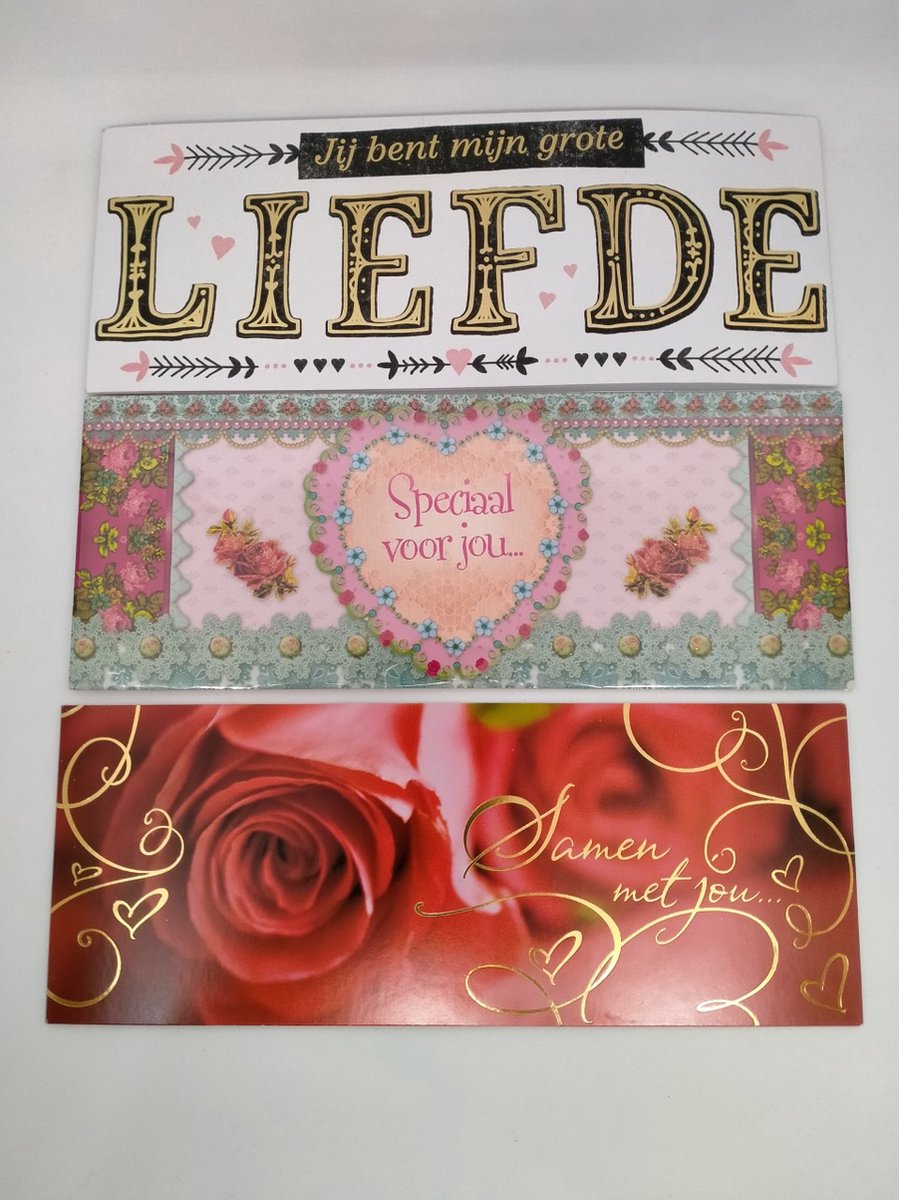 Jij bent mijn grote
LIEFDE
Speciaal
voor jou...
Samen
met jou...